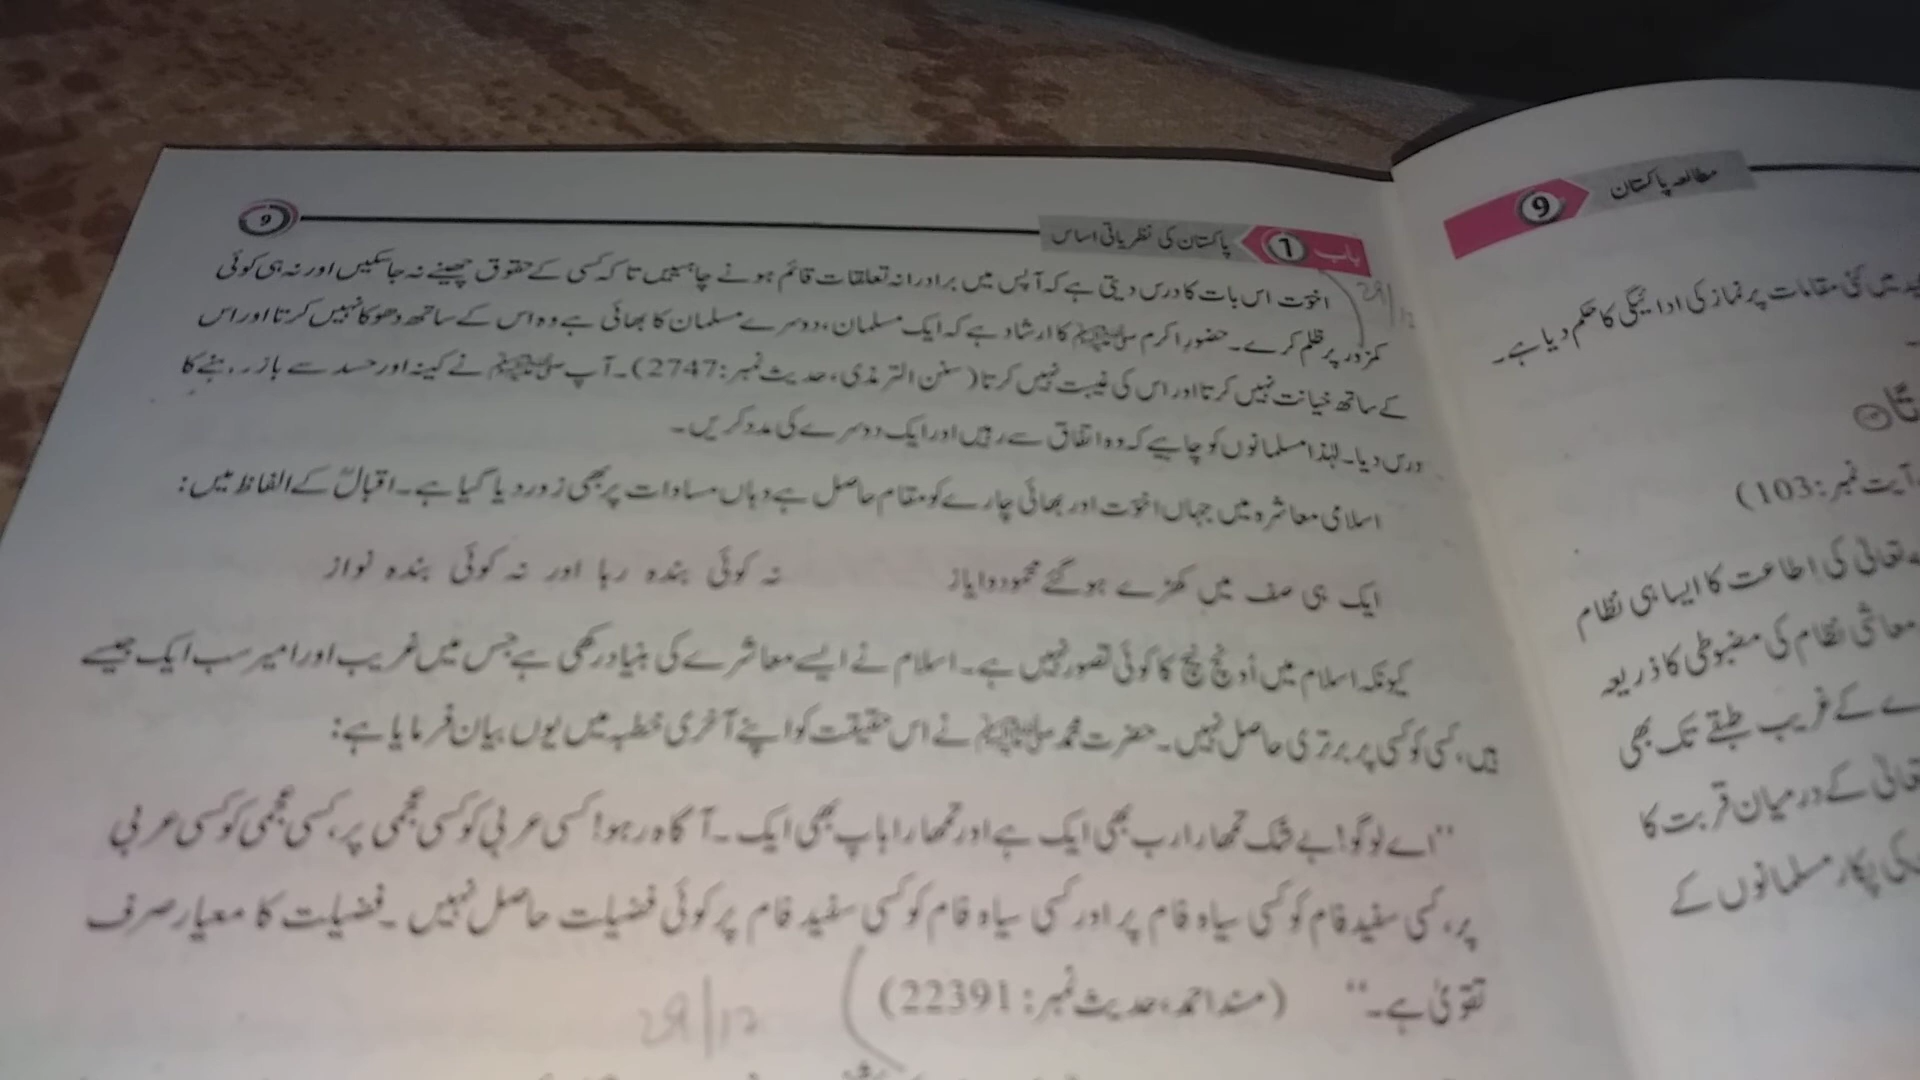 باب 1 پاکستان کی نظریاتی اساس 9
اخوّت اس بات کا درس دیتی ہے کہ آپس میں برادرانہ تعلقات قائم ہونے چاہییں تا کہ کسی کے حقوق چھینے نہ جا سکیں اور نہ ہی کوئی
کمزور پر ظلم کرے۔ حضورِ اکرم ﷺ کا ارشاد ہے کہ ایک مسلمان، دوسرے مسلمان کا بھائی ہے وہ اس کے ساتھ دھوکا نہیں کرتا اور اس
کے ساتھ خیانت نہیں کرتا اور اس کی غیبت نہیں کرتا (سنن الترمذی، حدیث نمبر: 2747)۔ آپ ﷺ نے کینہ اور حسد سے باز رہنے کا
درس دیا۔ لہٰذا مسلمانوں کو چاہیے کہ وہ اتفاق سے رہیں اور ایک دوسرے کی مدد کریں۔
اسلامی معاشرہ میں جہاں اخوّت اور بھائی چارے کو مقام حاصل ہے وہاں مساوات پر بھی زور دیا گیا ہے۔ اقبالؒ کے الفاظ میں:
ایک ہی صف میں کھڑے ہو گئے محمود و ایاز نہ کوئی بندہ رہا اور نہ کوئی بندہ نواز
کیونکہ اسلام میں اُونچ نیچ کا کوئی تصور نہیں ہے۔ اسلام نے ایسے معاشرے کی بنیاد رکھی ہے جس میں غریب اور امیر سب ایک جیسے
ہیں، کسی کو کسی پر برتری حاصل نہیں۔ حضرت محمد ﷺ نے اس حقیقت کو اپنے آخری خطبہ میں یوں بیان فرمایا ہے:
”اے لوگو! بے شک تمھارا رب بھی ایک ہے اور تمھارا باپ بھی ایک۔ آگاہ رہو! کسی عربی کو کسی عجمی پر، کسی عجمی کو کسی عربی
پر، کسی سفید فام کو کسی سیاہ فام پر اور کسی سیاہ فام کو کسی سفید فام پر کوئی فضیلت حاصل نہیں۔ فضیلت کا معیار صرف
تقویٰ ہے۔“ (مسند احمد، حدیث نمبر: 22391)
29/12
مطالعہ پاکستان 9
میں کئی مقامات پر نماز کی ادائیگی کا حکم دیا ہے۔
آیت نمبر: 103)
تعالیٰ کی اطاعت کا ایسا ہی نظام
معاشی نظام کی مضبوطی کا ذریعہ
کے غریب طبقے تک بھی
کے درمیان قربت کا
کی پکار مسلمانوں کے